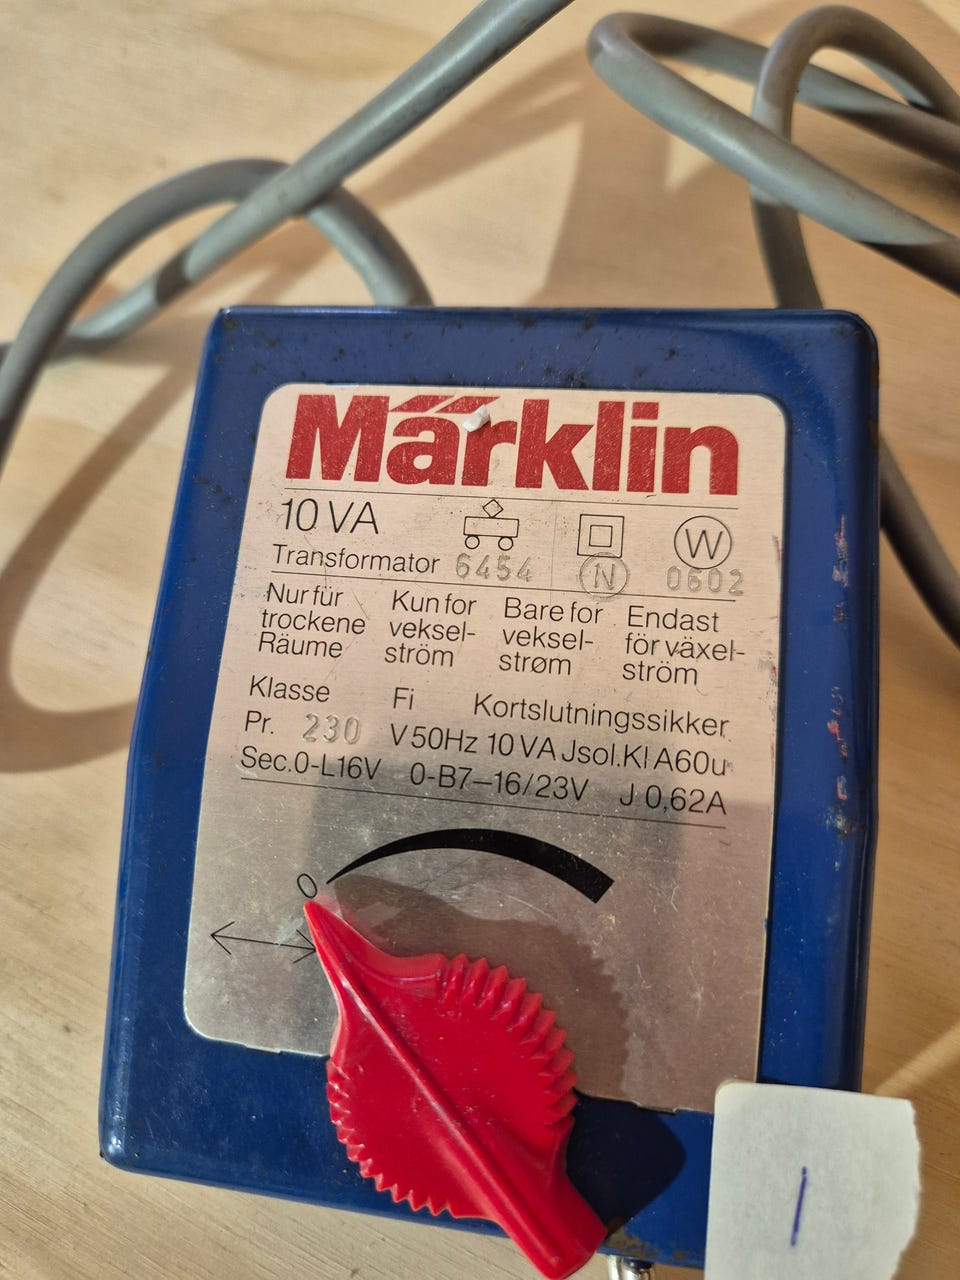 Märklin
10 VA
Transformator 6454 N W 0602
Nur für trockene Räume
Kun for veksel-ström
Bare for veksel-strøm
Endast för växel-ström
Klasse Fi Kortslutningssikker
Pr. 230 V 50Hz 10 VA Jsol.Kl A60u
Sec.0-L16V 0-B7–16/23V J 0,62A
0
1